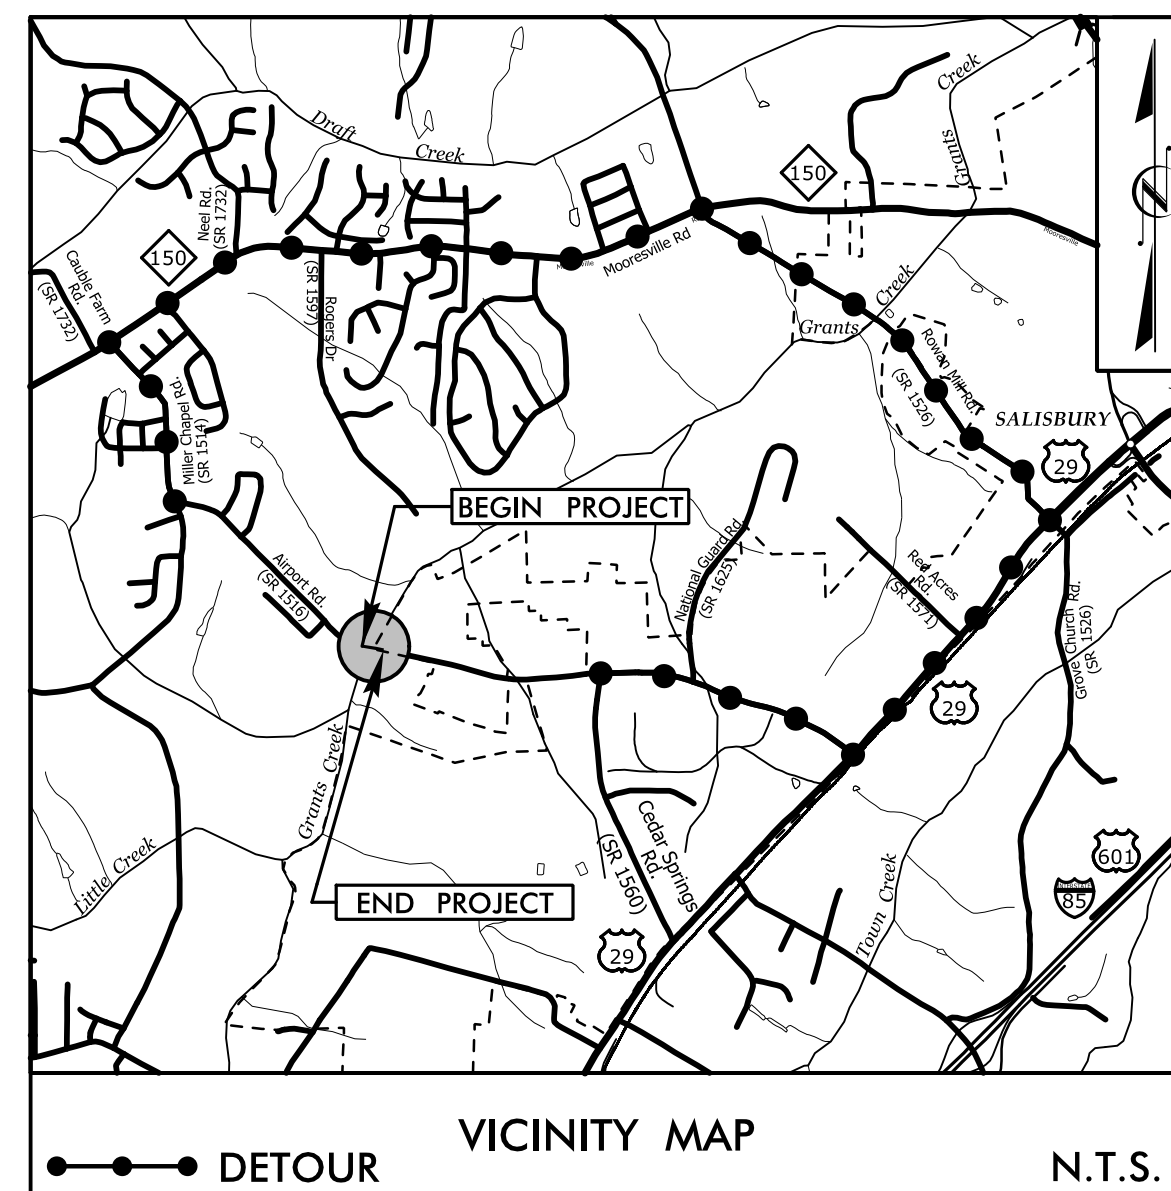 Draft
Creek
Creek
Grants
150
Neel Rd.
(SR 1732)
150
Cauble Farm
Rd.
(SR 1732)
Mooresville Rd
Mooresville
Rogers Dr
(SR 1597)
Creek
Grants
Rowan Mill Rd.
(SR 1526)
SALISBURY
29
Miller Chapel Rd.
(SR 1514)
BEGIN PROJECT
National Guard Rd.
(SR 1625)
Red Acres
Rd.
(SR 1571)
Airport Rd.
(SR 1516)
Grove Church Rd.
(SR 1526)
29
Grants Creek
Little Creek
Cedar Springs
Rd.
(SR 1560)
Town Creek
601
INTERSTATE
85
END PROJECT
29
VICINITY MAP
DETOUR
N.T.S.